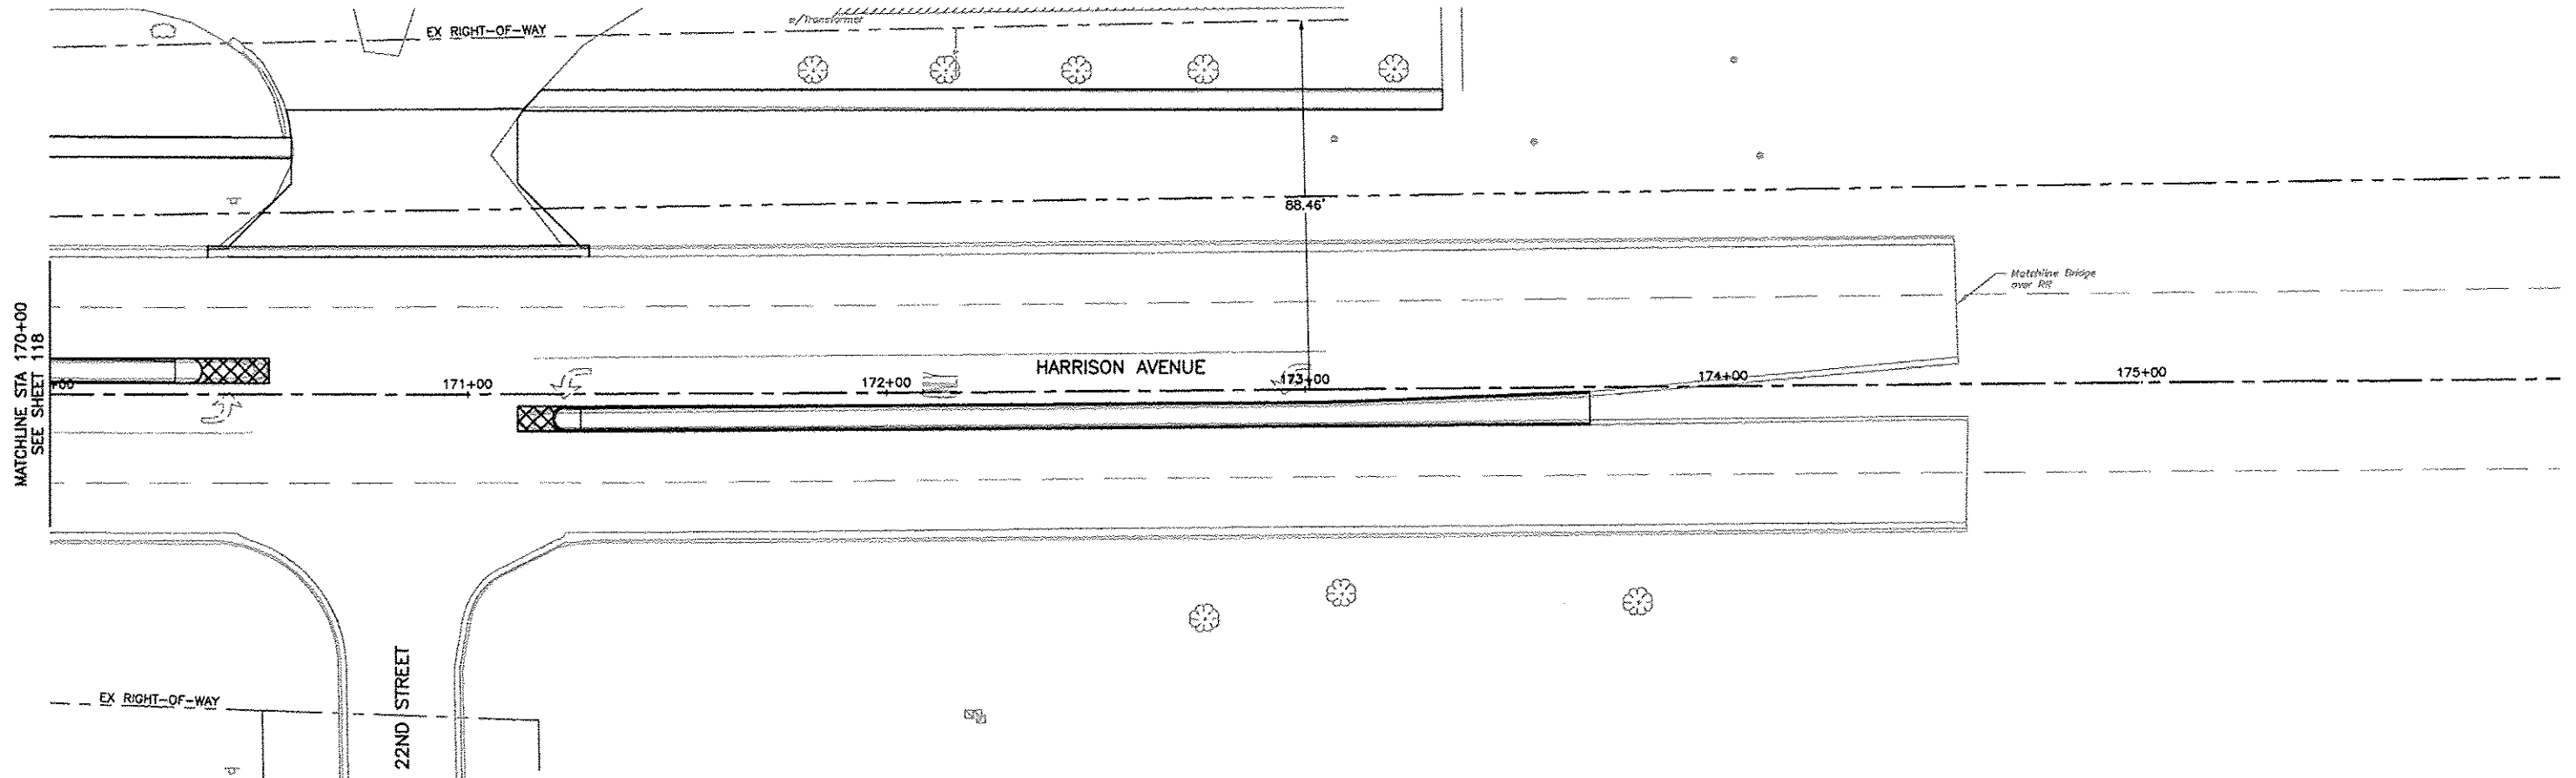 w/Transformer
EX RIGHT-OF-WAY
88.46'
Matchline Bridge
over RR
MATCHLINE STA 170+00
SEE SHEET 118
HARRISON AVENUE
+00
171+00
172+00
173+00
174+00
175+00
EX RIGHT-OF-WAY
22ND STREET